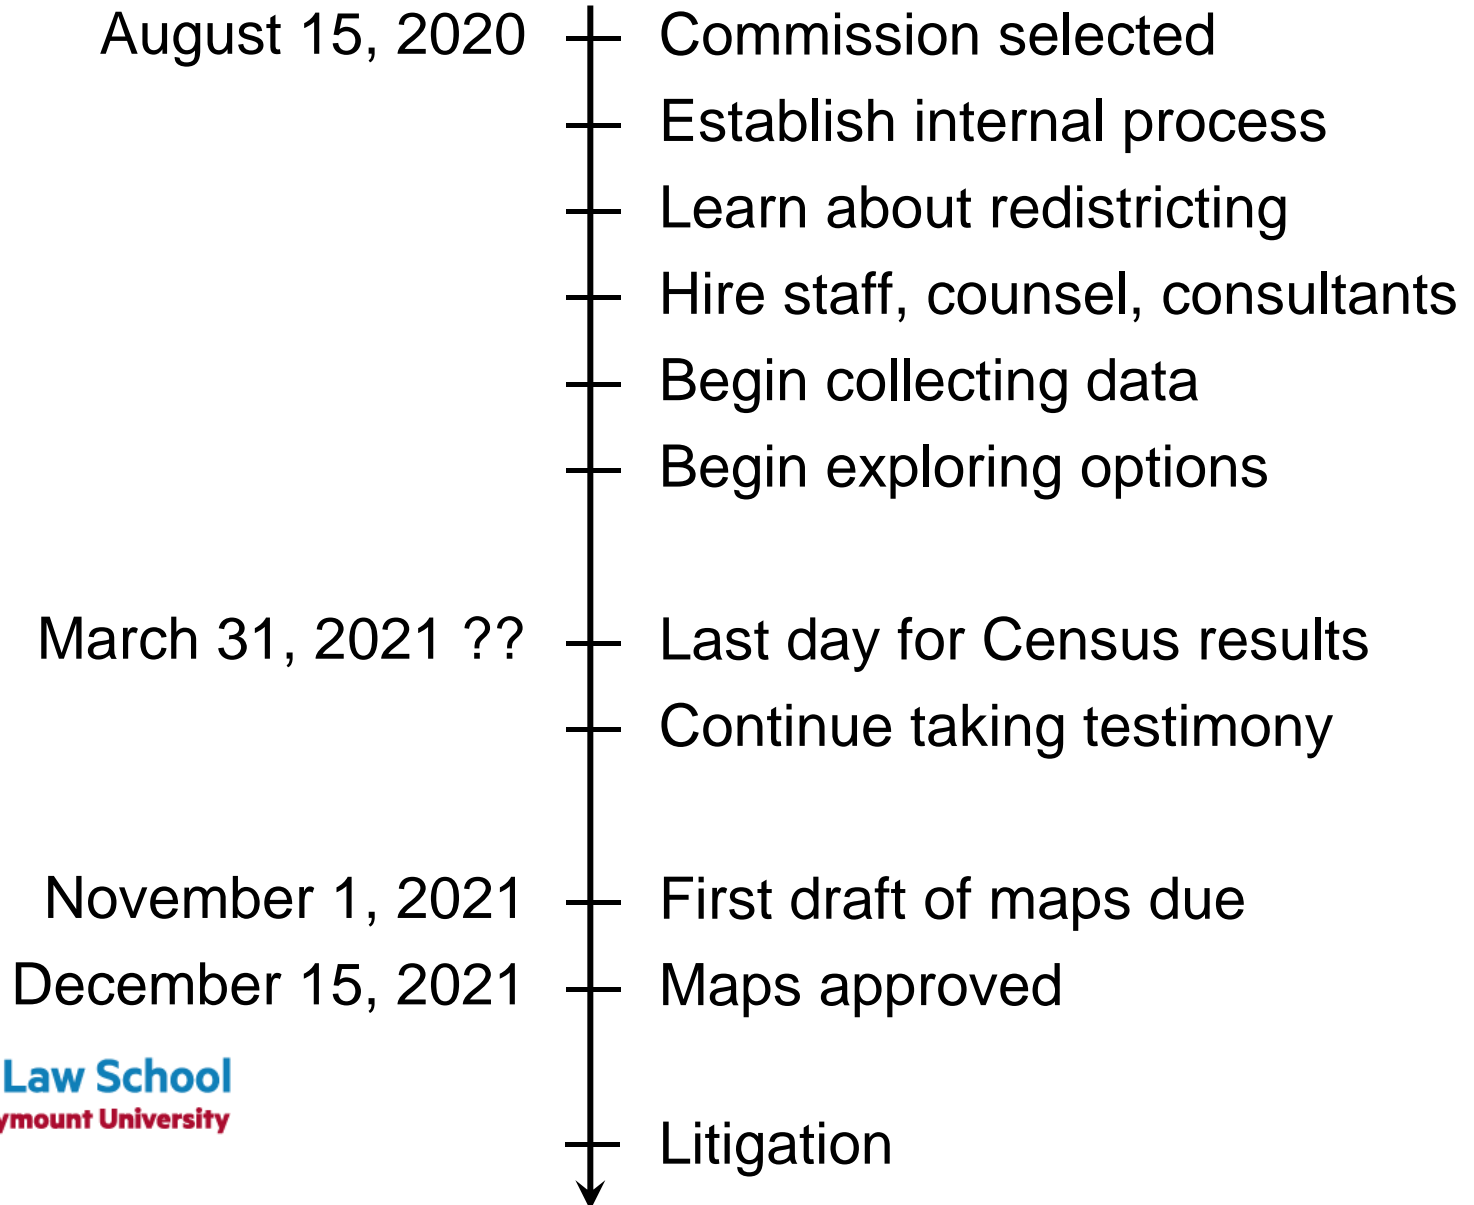 August 15, 2020 Commission selected
Establish internal process
Learn about redistricting
Hire staff, counsel, consultants
Begin collecting data
Begin exploring options
March 31, 2021 ?? Last day for Census results
Continue taking testimony
November 1, 2021 First draft of maps due
December 15, 2021 Maps approved
Law School
ymount University
Litigation